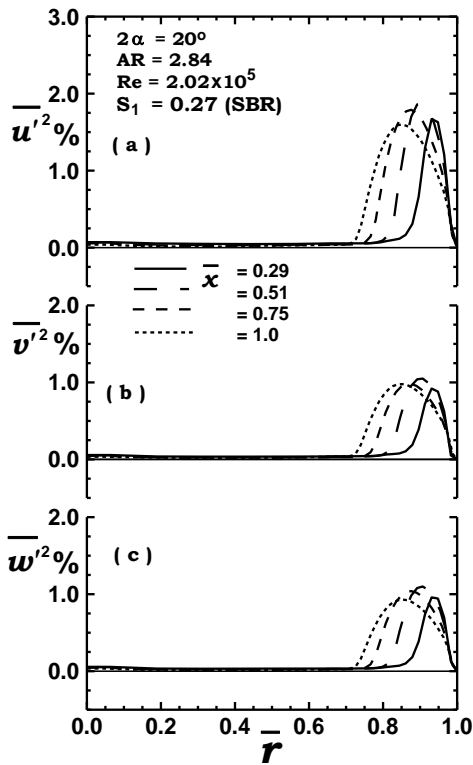 3.0
2α = 20º
AR = 2.84
Re = 2.02x10⁵
S₁ = 0.27 (SBR)
2.0
u'²%
( a )
1.0
0.0
x̄ = 0.29
= 0.51
= 0.75
= 1.0
2.0
v'²%
1.0
( b )
0.0
2.0
w'²%
( c )
1.0
0.0
0.0 0.2 0.4 0.6 0.8 1.0
r̄